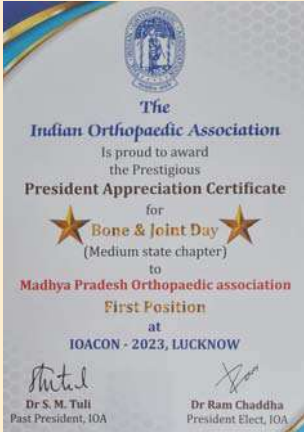 The
Indian Orthopaedic Association
Is proud to award
the Prestigious
President Appreciation Certificate
for
Bone & Joint Day
(Medium state chapter)
to
Madhya Pradesh Orthopaedic association
First Position
at
IOACON - 2023, LUCKNOW
Dr S. M. Tuli
Past President, IOA
Dr Ram Chaddha
President Elect, IOA